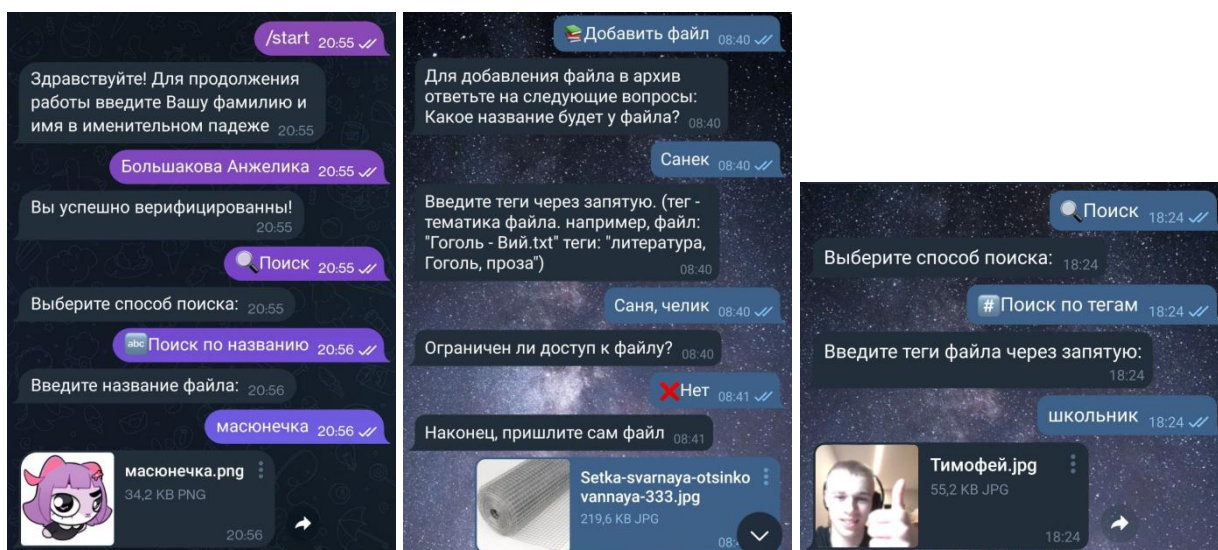 /start 20:55
Здравствуйте! Для продолжения
работы введите Вашу фамилию и
имя в именительном падеже 20:55
Большакова Анжелика 20:55
Вы успешно верифицированны!
20:55
🔍Поиск 20:55
Выберите способ поиска: 20:55
🔤Поиск по названию 20:56
Введите название файла: 20:56
масюнечка 20:56
масюнечка.png
34,2 KB PNG
20:56
📚Добавить файл 08:40
Для добавления файла в архив
ответьте на следующие вопросы:
Какое название будет у файла? 08:40
Санек 08:40
Введите теги через запятую. (тег -
тематика файла. например, файл:
"Гоголь - Вий.txt" теги: "литература,
Гоголь, проза") 08:40
Саня, челик 08:40
Ограничен ли доступ к файлу? 08:40
❌Нет 08:41
Наконец, пришлите сам файл 08:41
Setka-svarnaya-otsinko
vannaya-333.jpg
219,6 KB JPG
🔍Поиск 18:24
Выберите способ поиска: 18:24
#️⃣Поиск по тегам 18:24
Введите теги файла через запятую:
18:24
школьник 18:24
Тимофей.jpg
55,2 KB JPG
18:24